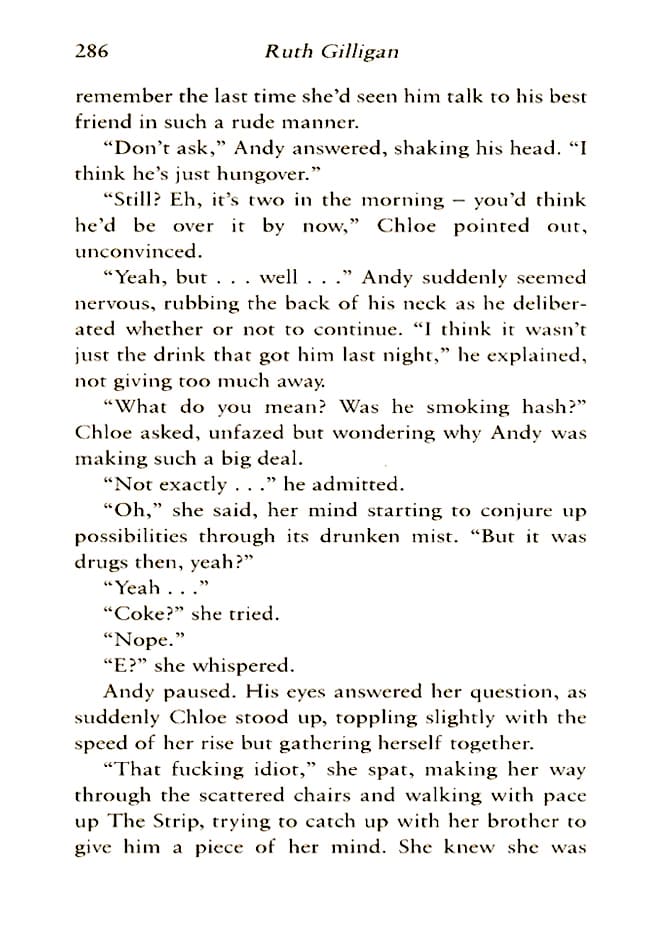 286 Ruth Gilligan
remember the last time she'd seen him talk to his best
friend in such a rude manner.
"Don't ask," Andy answered, shaking his head. "I
think he's just hungover."
"Still? Eh, it's two in the morning – you'd think
he'd be over it by now," Chloe pointed out,
unconvinced.
"Yeah, but . . . well . . ." Andy suddenly seemed
nervous, rubbing the back of his neck as he deliber-
ated whether or not to continue. "I think it wasn't
just the drink that got him last night," he explained,
not giving too much away.
"What do you mean? Was he smoking hash?"
Chloe asked, unfazed but wondering why Andy was
making such a big deal.
"Not exactly . . ." he admitted.
"Oh," she said, her mind starting to conjure up
possibilities through its drunken mist. "But it was
drugs then, yeah?"
"Yeah . . ."
"Coke?" she tried.
"Nope."
"E?" she whispered.
Andy paused. His eyes answered her question, as
suddenly Chloe stood up, toppling slightly with the
speed of her rise but gathering herself together.
"That fucking idiot," she spat, making her way
through the scattered chairs and walking with pace
up The Strip, trying to catch up with her brother to
give him a piece of her mind. She knew she was